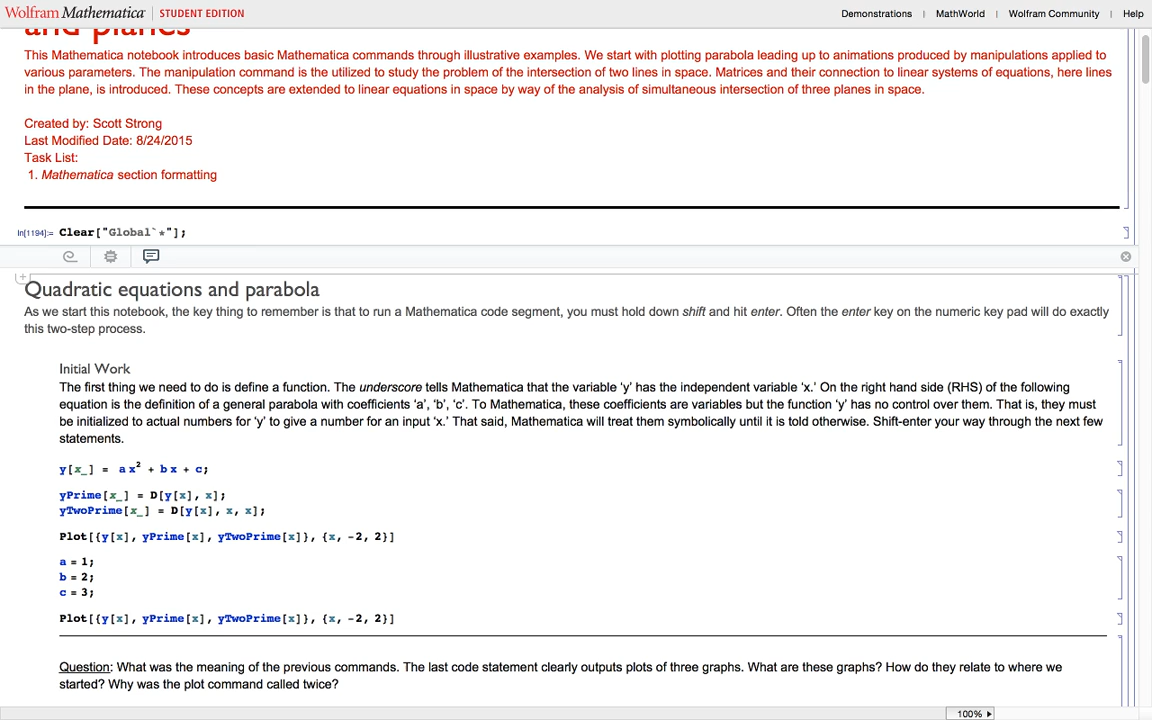 Wolfram Mathematica | STUDENT EDITION
Demonstrations | MathWorld | Wolfram Community | Help
and planes
This Mathematica notebook introduces basic Mathematica commands through illustrative examples. We start with plotting parabola leading up to animations produced by manipulations applied to
various parameters. The manipulation command is the utilized to study the problem of the intersection of two lines in space. Matrices and their connection to linear systems of equations, here lines
in the plane, is introduced. These concepts are extended to linear equations in space by way of the analysis of simultaneous intersection of three planes in space.
Created by: Scott Strong
Last Modified Date: 8/24/2015
Task List:
1. Mathematica section formatting
In[1194]:= Clear["Global`*"];
Quadratic equations and parabola
As we start this notebook, the key thing to remember is that to run a Mathematica code segment, you must hold down shift and hit enter. Often the enter key on the numeric key pad will do exactly
this two-step process.
Initial Work
The first thing we need to do is define a function. The underscore tells Mathematica that the variable ‘y’ has the independent variable ‘x.’ On the right hand side (RHS) of the following
equation is the definition of a general parabola with coefficients ‘a’, ‘b’, ‘c’. To Mathematica, these coefficients are variables but the function ‘y’ has no control over them. That is, they must
be initialized to actual numbers for ‘y’ to give a number for an input ‘x.’ That said, Mathematica will treat them symbolically until it is told otherwise. Shift-enter your way through the next few
statements.
y[x_] = a x² + b x + c;
yPrime[x_] = D[y[x], x];
yTwoPrime[x_] = D[y[x], x, x];
Plot[{y[x], yPrime[x], yTwoPrime[x]}, {x, -2, 2}]
a = 1;
b = 2;
c = 3;
Plot[{y[x], yPrime[x], yTwoPrime[x]}, {x, -2, 2}]
Question: What was the meaning of the previous commands. The last code statement clearly outputs plots of three graphs. What are these graphs? How do they relate to where we
started? Why was the plot command called twice?
100%